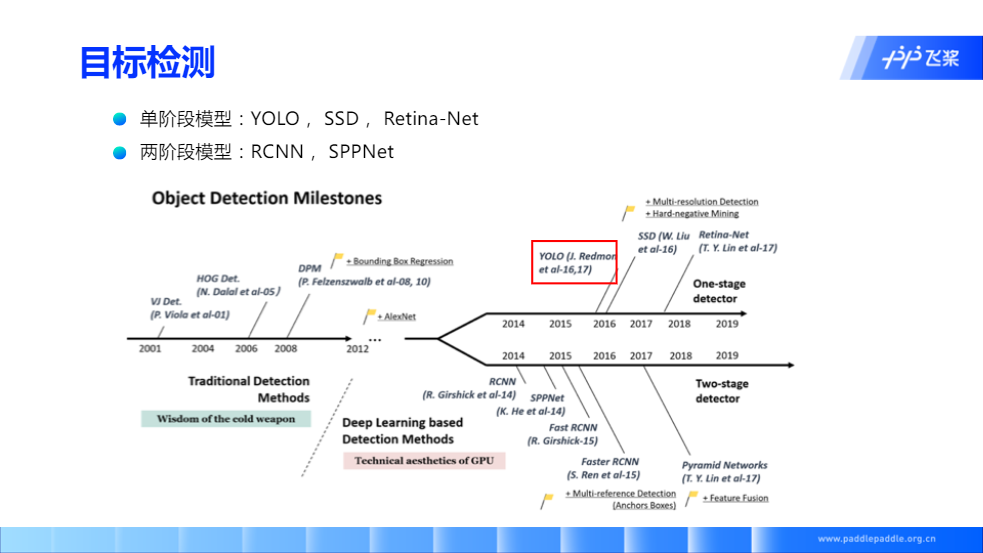 目标检测
飞桨
单阶段模型：YOLO ， SSD ， Retina-Net
两阶段模型：RCNN ， SPPNet
Object Detection Milestones
+ Multi-resolution Detection
+ Hard-negative Mining
SSD (W. Liu
et al-16)
Retina-Net
(T. Y. Lin et al-17)
YOLO (J. Redmon
et al-16,17)
+ Bounding Box Regression
DPM
(P. Felzenszwalb et al-08, 10)
HOG Det.
(N. Dalal et al-05)
VJ Det.
(P. Viola et al-01)
+ AlexNet
One-stage
detector
2014 2015 2016 2017 2018 2019
2001 2004 2006 2008 2012 ...
2014 2015 2016 2017 2018 2019
Traditional Detection
Methods
Wisdom of the cold weapon
Deep Learning based
Detection Methods
Technical aesthetics of GPU
RCNN
(R. Girshick et al-14)
SPPNet
(K. He et al-14)
Fast RCNN
(R. Girshick-15)
Faster RCNN
(S. Ren et al-15)
Two-stage
detector
Pyramid Networks
(T. Y. Lin et al-17)
+ Multi-reference Detection
(Anchors Boxes)
+ Feature Fusion
www.paddlepaddle.org.cn